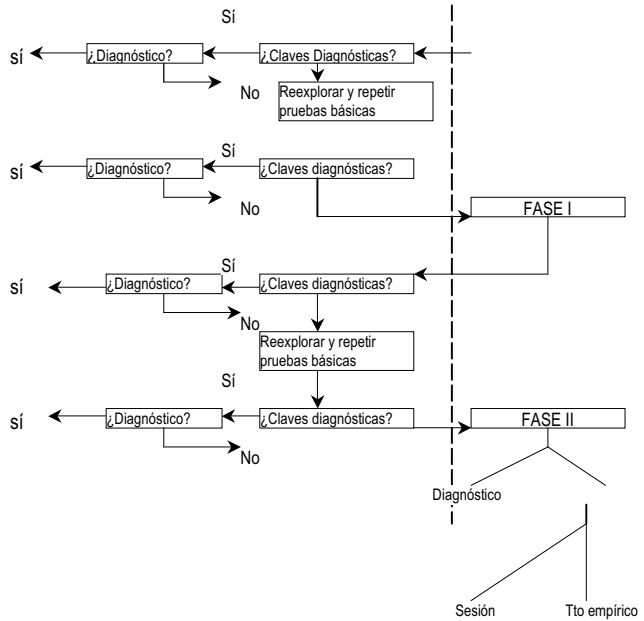 Sí
sí
¿Diagnóstico?
¿Claves Diagnósticas?
No
Reexplorar y repetir
pruebas básicas
Sí
sí
¿Diagnóstico?
¿Claves diagnósticas?
No
FASE I
Sí
sí
¿Diagnóstico?
¿Claves diagnósticas?
No
Reexplorar y repetir
pruebas básicas
Sí
sí
¿Diagnóstico?
¿Claves diagnósticas?
FASE II
No
Diagnóstico
Sesión
Tto empírico